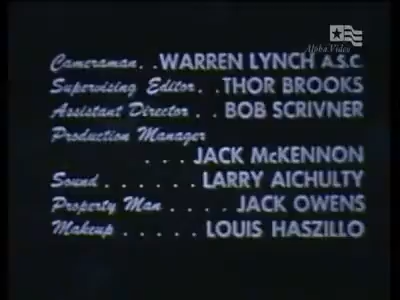 Alpha Video
Cameraman. . WARREN LYNCH A.S.C.
Supervising Editor. . THOR BROOKS
Assistant Director . . BOB SCRIVNER
Production Manager
. . . JACK McKENNON
Sound . . . . . . LARRY AICHULTY
Property Man . . . . JACK OWENS
Makeup . . . . . LOUIS HASZILLO